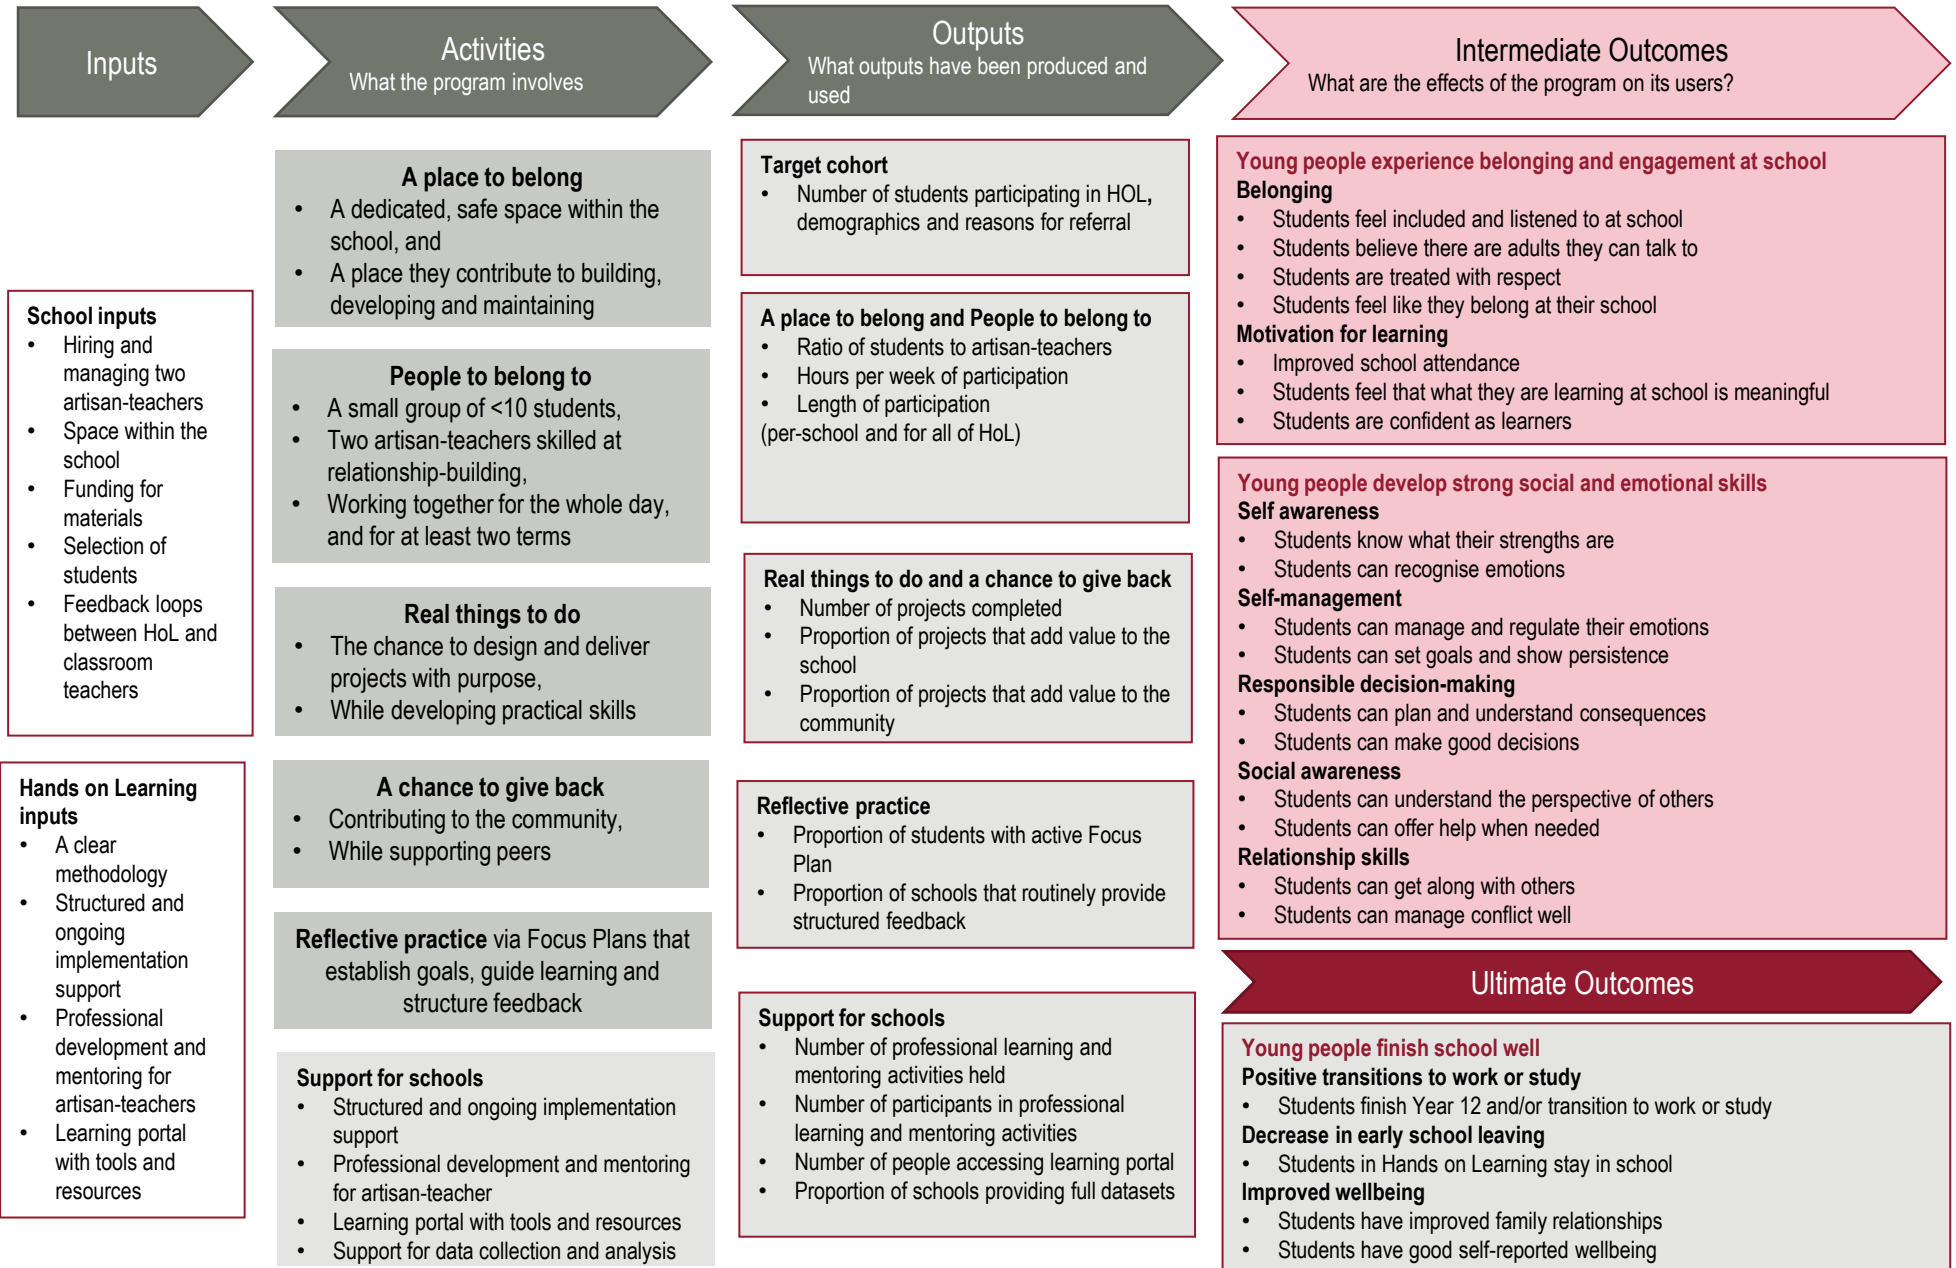 Inputs
School inputs
• Hiring and
managing two
artisan-teachers
• Space within the
school
• Funding for
materials
• Selection of
students
• Feedback loops
between HoL and
classroom
teachers
Hands on Learning
inputs
• A clear
methodology
• Structured and
ongoing
implementation
support
• Professional
development and
mentoring for
artisan-teachers
• Learning portal
with tools and
resources
Activities
What the program involves
A place to belong
• A dedicated, safe space within the
school, and
• A place they contribute to building,
developing and maintaining
People to belong to
• A small group of <10 students,
• Two artisan-teachers skilled at
relationship-building,
• Working together for the whole day,
and for at least two terms
Real things to do
• The chance to design and deliver
projects with purpose,
• While developing practical skills
A chance to give back
• Contributing to the community,
• While supporting peers
Reflective practice via Focus Plans that
establish goals, guide learning and
structure feedback
Support for schools
• Structured and ongoing implementation
support
• Professional development and mentoring
for artisan-teacher
• Learning portal with tools and resources
• Support for data collection and analysis
Outputs
What outputs have been produced and
used
Target cohort
• Number of students participating in HOL,
demographics and reasons for referral
A place to belong and People to belong to
• Ratio of students to artisan-teachers
• Hours per week of participation
• Length of participation
(per-school and for all of HoL)
Real things to do and a chance to give back
• Number of projects completed
• Proportion of projects that add value to the
school
• Proportion of projects that add value to the
community
Reflective practice
• Proportion of students with active Focus
Plan
• Proportion of schools that routinely provide
structured feedback
Support for schools
• Number of professional learning and
mentoring activities held
• Number of participants in professional
learning and mentoring activities
• Number of people accessing learning portal
• Proportion of schools providing full datasets
Intermediate Outcomes
What are the effects of the program on its users?
Young people experience belonging and engagement at school
Belonging
• Students feel included and listened to at school
• Students believe there are adults they can talk to
• Students are treated with respect
• Students feel like they belong at their school
Motivation for learning
• Improved school attendance
• Students feel that what they are learning at school is meaningful
• Students are confident as learners
Young people develop strong social and emotional skills
Self awareness
• Students know what their strengths are
• Students can recognise emotions
Self-management
• Students can manage and regulate their emotions
• Students can set goals and show persistence
Responsible decision-making
• Students can plan and understand consequences
• Students can make good decisions
Social awareness
• Students can understand the perspective of others
• Students can offer help when needed
Relationship skills
• Students can get along with others
• Students can manage conflict well
Ultimate Outcomes
Young people finish school well
Positive transitions to work or study
• Students finish Year 12 and/or transition to work or study
Decrease in early school leaving
• Students in Hands on Learning stay in school
Improved wellbeing
• Students have improved family relationships
• Students have good self-reported wellbeing